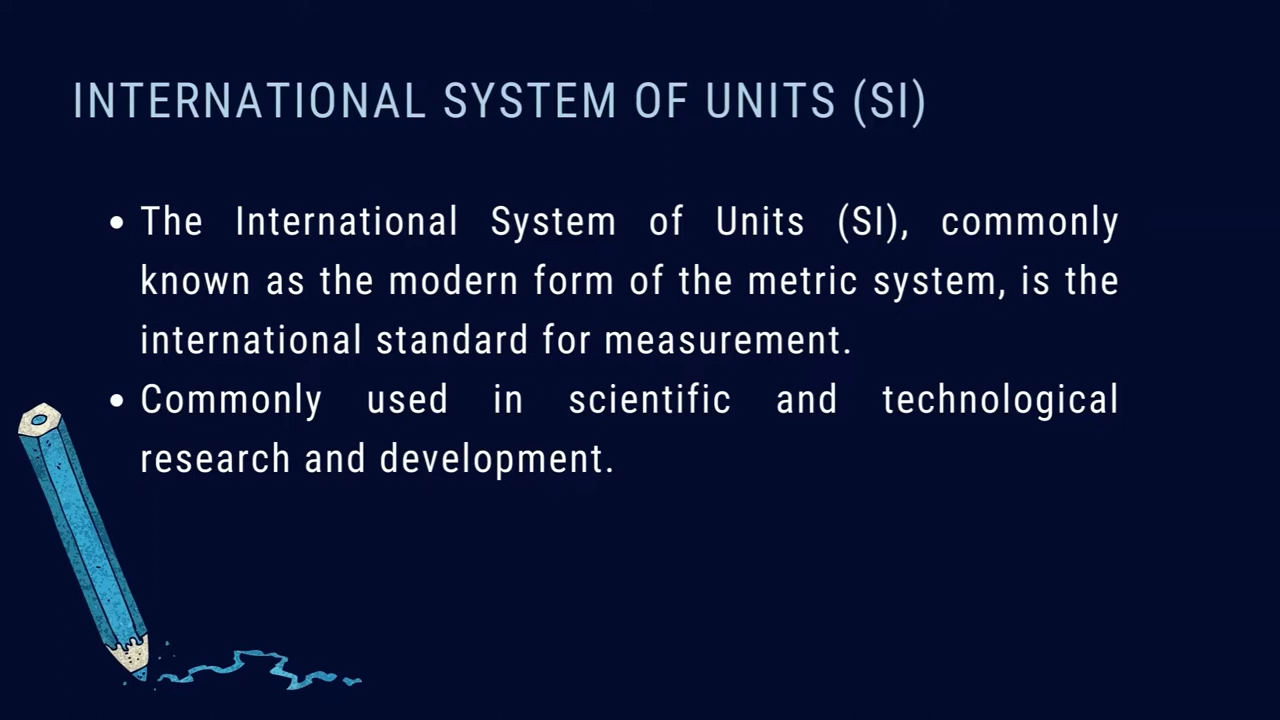 INTERNATIONAL SYSTEM OF UNITS (SI)
• The International System of Units (SI), commonly
known as the modern form of the metric system, is the
international standard for measurement.
• Commonly used in scientific and technological
research and development.